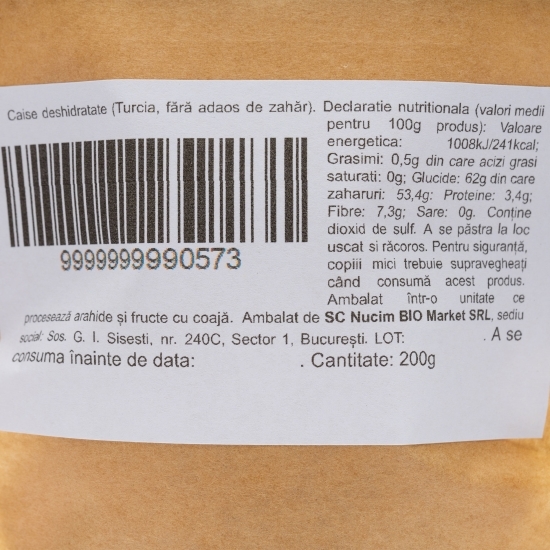 Caise deshidratate (Turcia, fără adaos de zahăr). Declaratie nutritionala (valori medii
pentru 100g produs): Valoare
energetica: 1008kJ/241kcal;
Grasimi: 0,5g din care acizi grasi
saturati: 0g; Glucide: 62g din care
zaharuri: 53,4g: Proteine: 3,4g;
Fibre: 7,3g; Sare: 0g. Conține
dioxid de sulf. A se păstra la loc
uscat si răcoros. Pentru siguranță,
copiii mici trebuie supravegheați
când consumă acest produs.
Ambalat într-o unitate ce
9999999990573
procesează arahide și fructe cu coajă. Ambalat de SC Nucim BIO Market SRL, sediu
social: Sos. G. I. Sisesti, nr. 240C, Sector 1, București. LOT: . A se
consuma înainte de data: . Cantitate: 200g